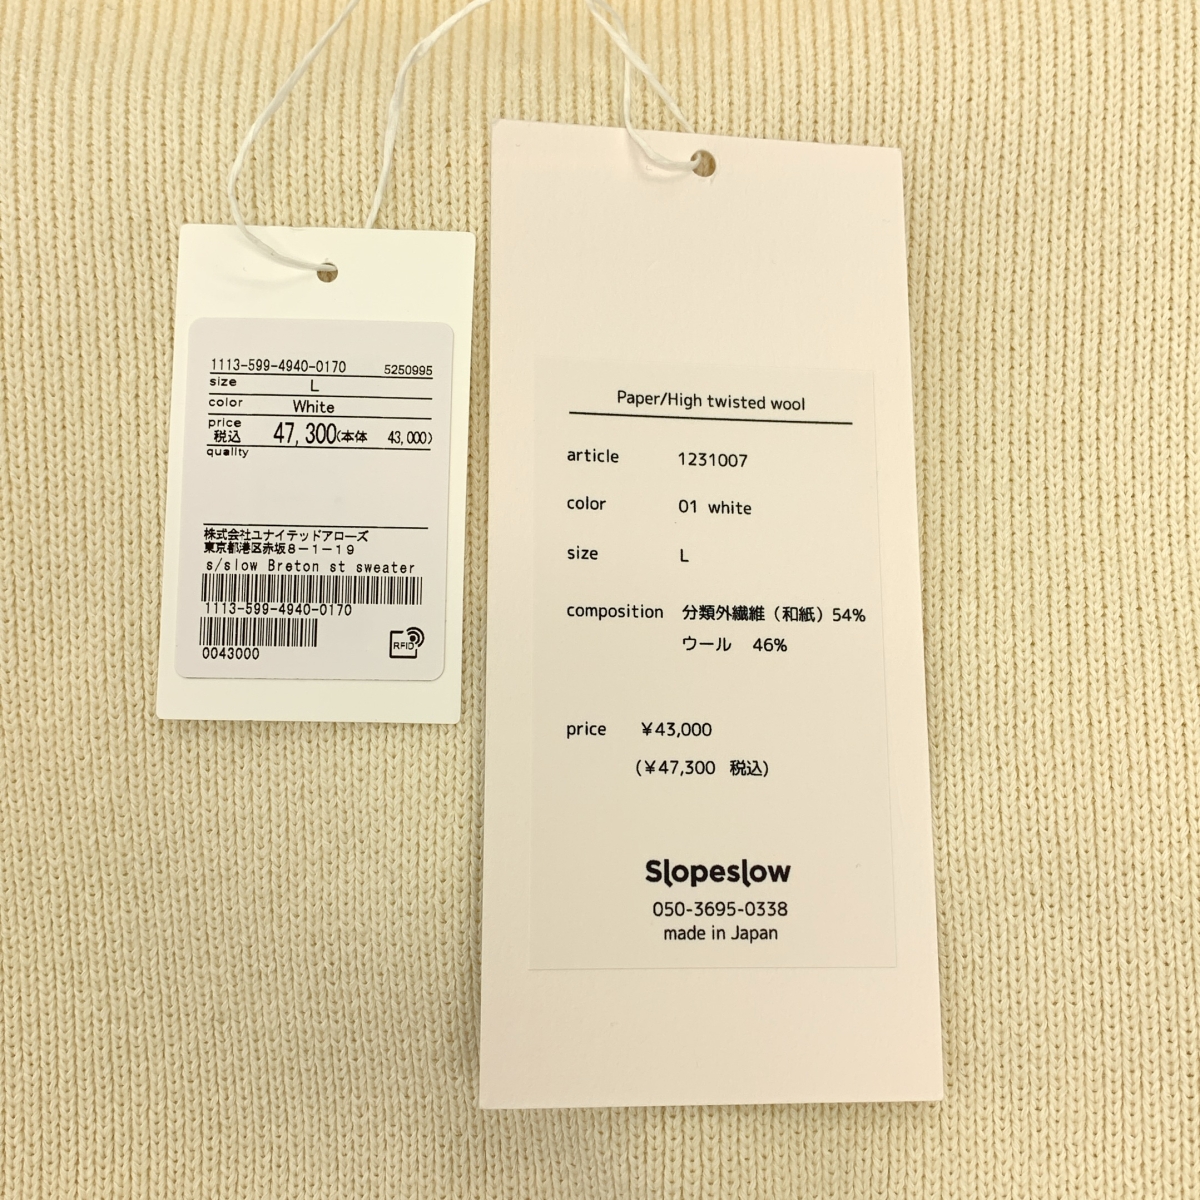 1113-599-4940-0170 5250995
size L
color White
price
税込 47,300(本体 43,000)
quality
株式会社ユナイテッドアローズ
東京都港区赤坂8-1-19
s/slow Breton st sweater
1113-599-4940-0170
0043000
RFID
Paper/High twisted wool
article 1231007
color 01 white
size L
composition 分類外繊維（和紙）54%
ウール 46%
price ¥43,000
(¥47,300 税込)
Slopeslow
050-3695-0338
made in Japan